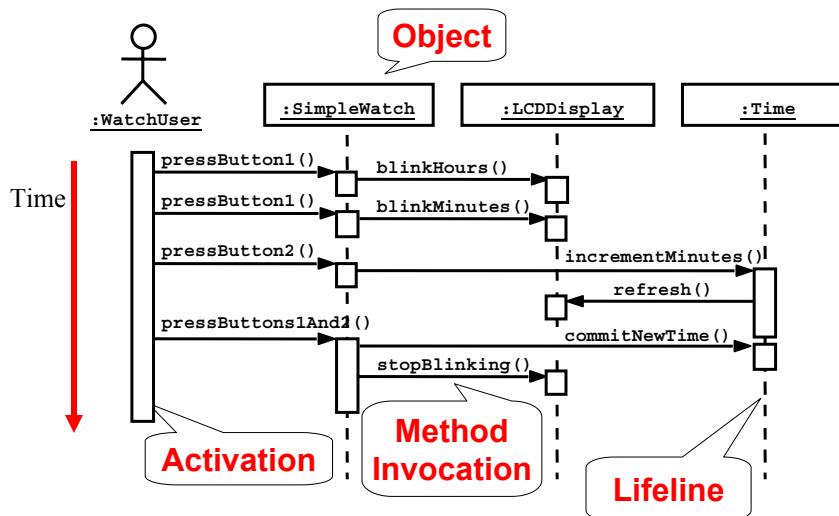 Object
:WatchUser
:SimpleWatch
:LCDDisplay
:Time
Time
pressButton1()
blinkHours()
pressButton1()
blinkMinutes()
pressButton2()
incrementMinutes()
refresh()
pressButtons1And2()
commitNewTime()
stopBlinking()
Activation
Method
Invocation
Lifeline